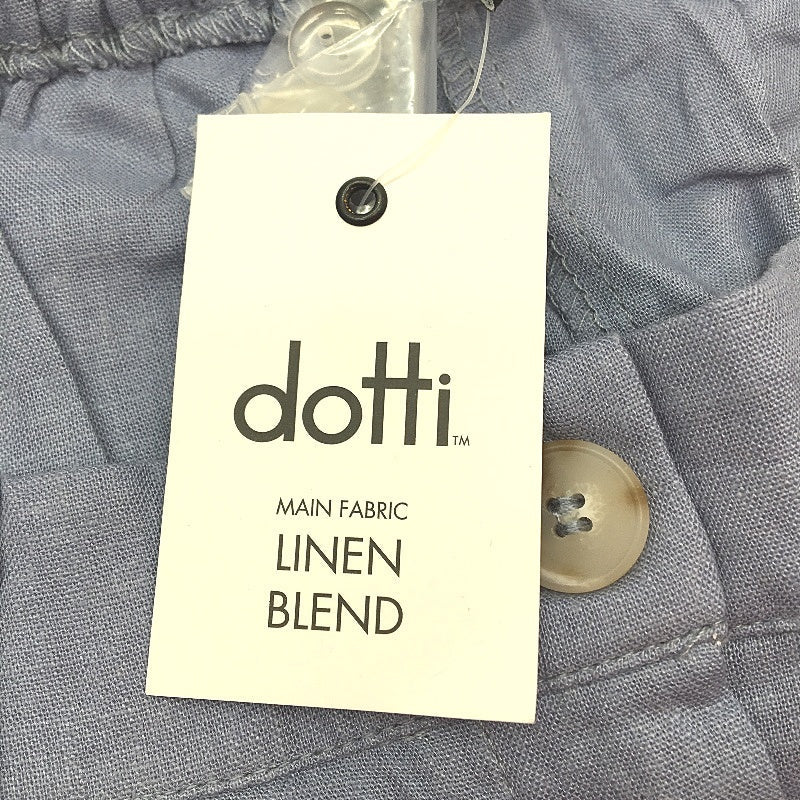 dotti™
MAIN FABRIC
LINEN
BLEND